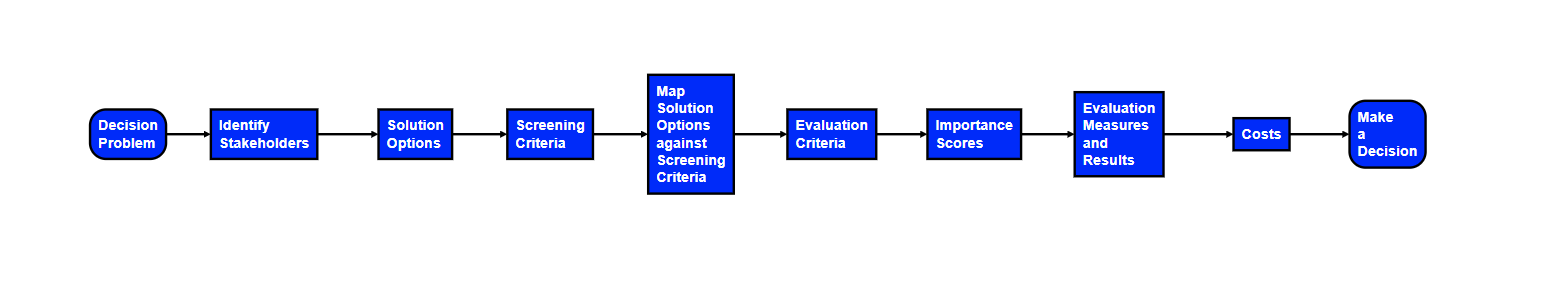 Decision
Problem
Identify
Stakeholders
Solution
Options
Screening
Criteria
Map
Solution
Options
against
Screening
Criteria
Evaluation
Criteria
Importance
Scores
Evaluation
Measures
and
Results
Costs
Make
a
Decision